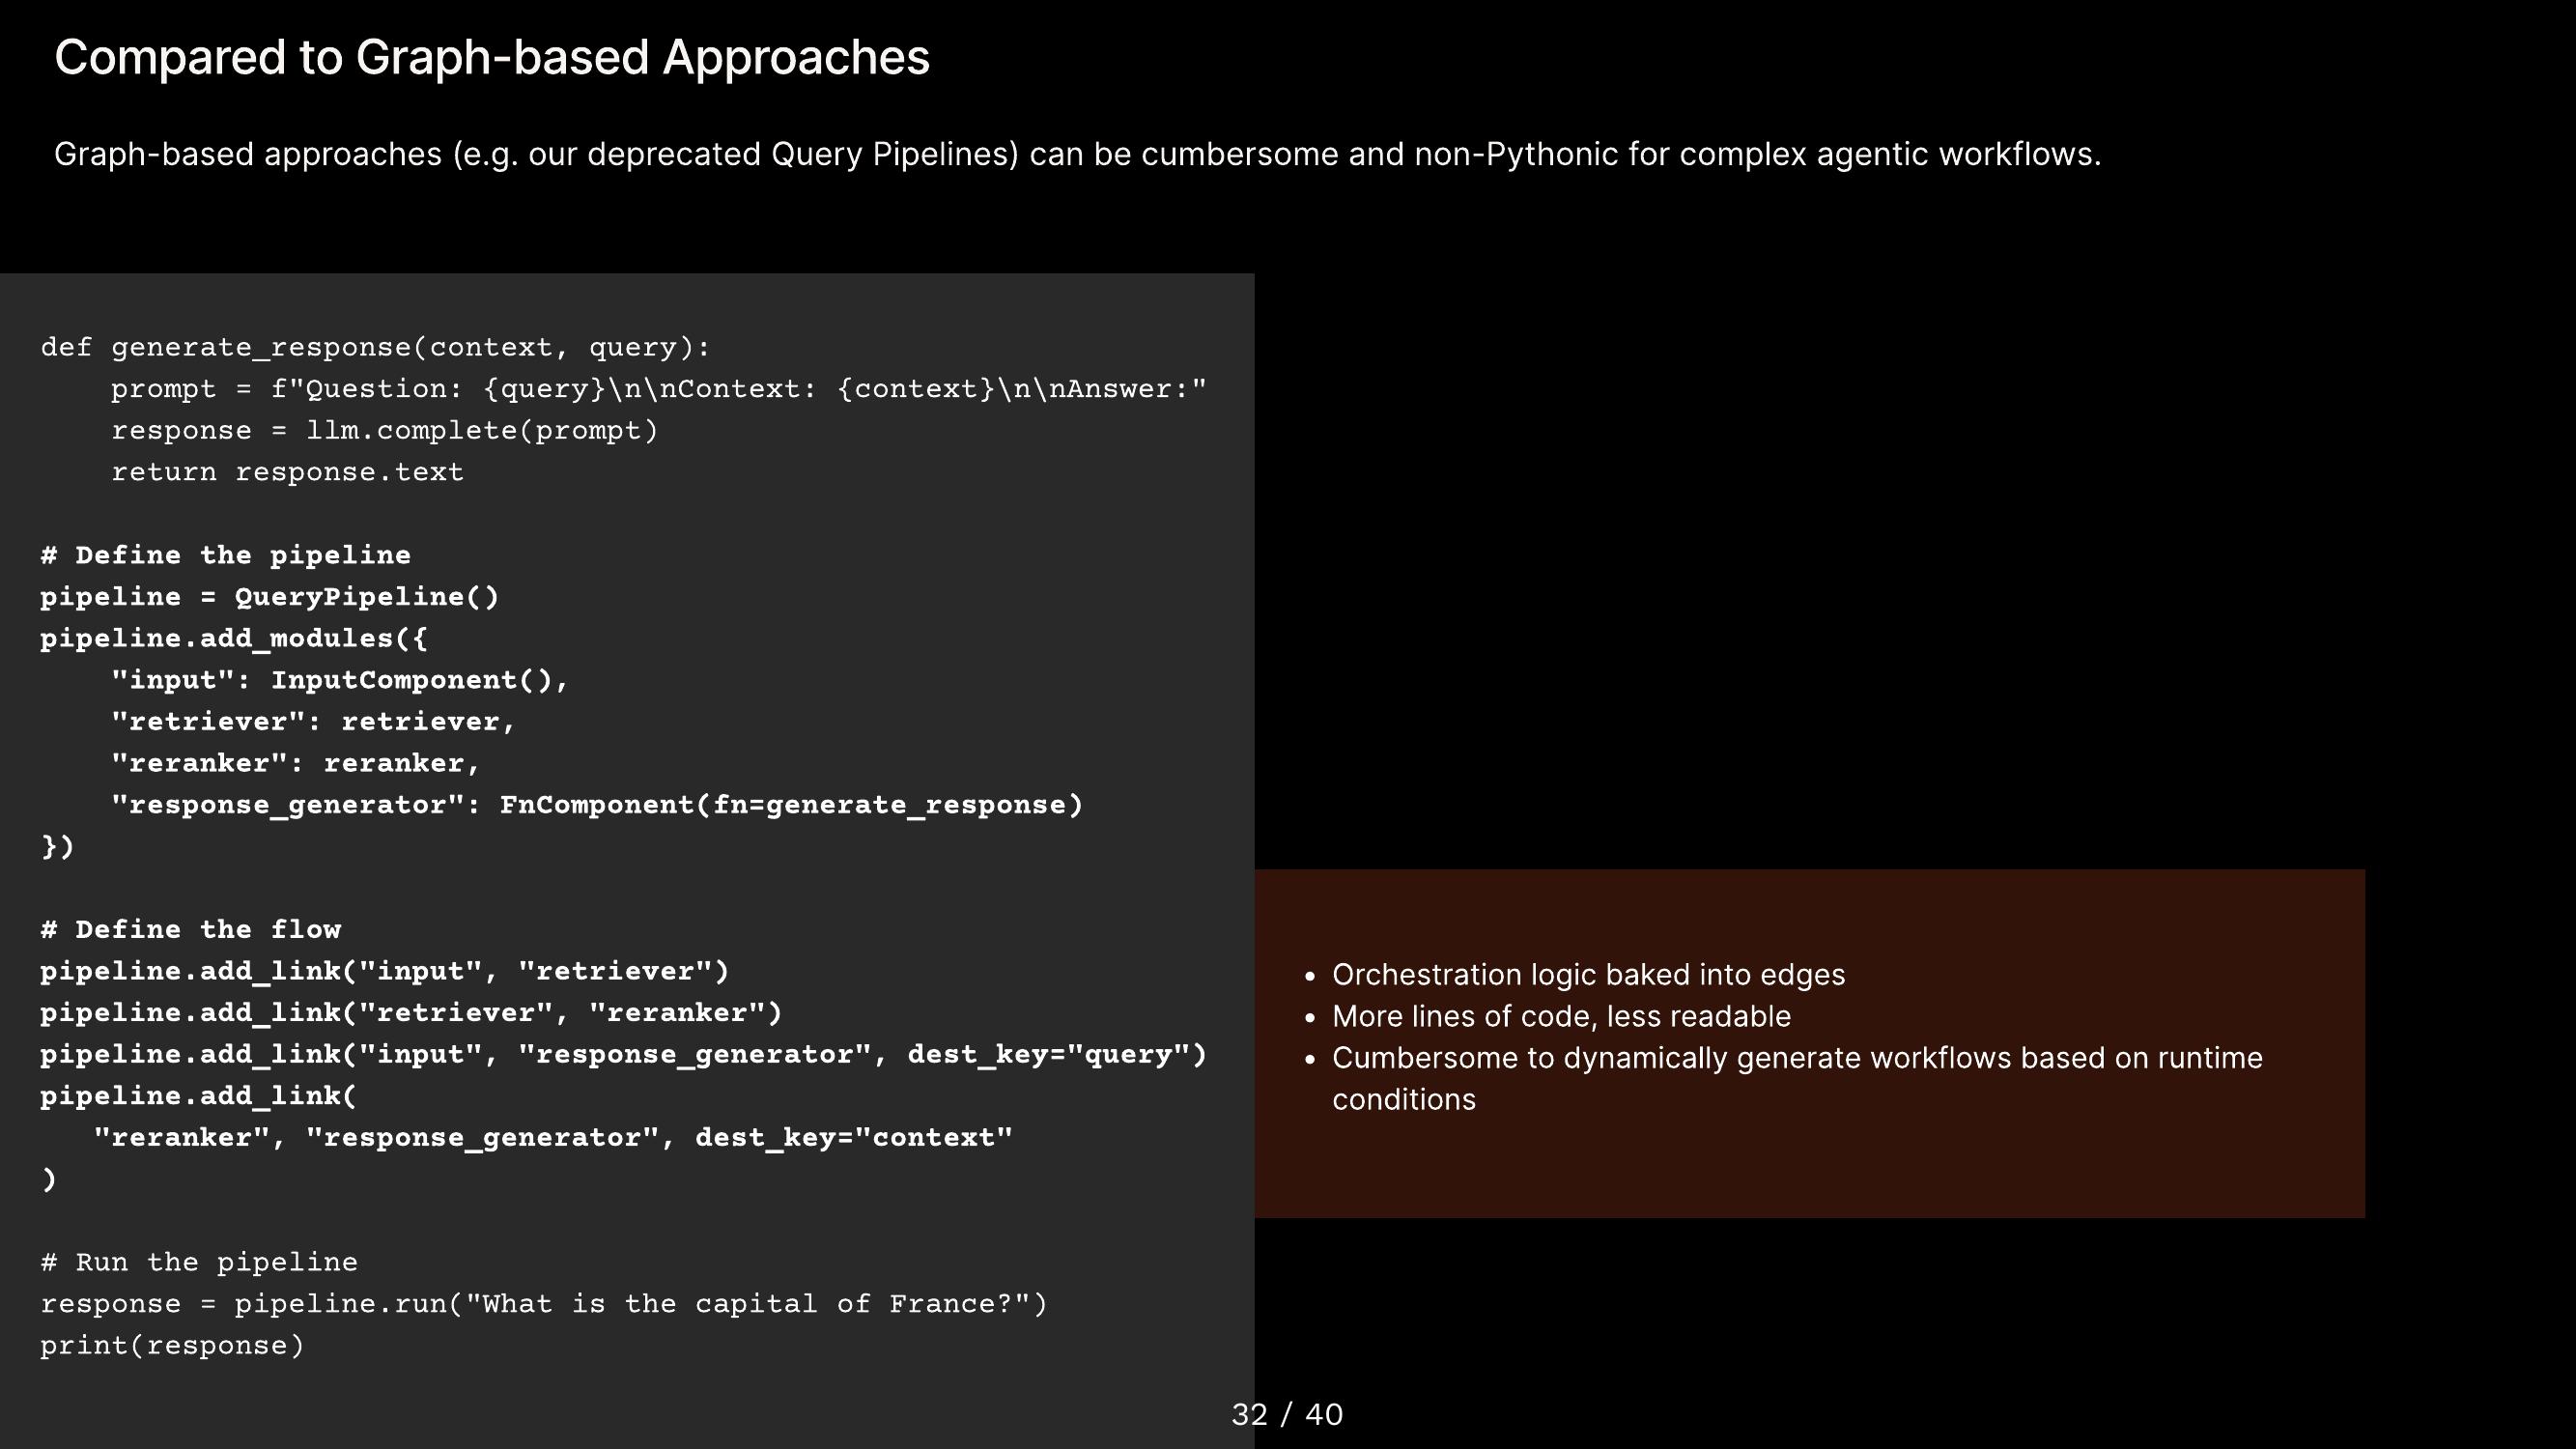 Compared to Graph-based Approaches
Graph-based approaches (e.g. our deprecated Query Pipelines) can be cumbersome and non-Pythonic for complex agentic workflows.
def generate_response(context, query):
    prompt = f"Question: {query}\n\nContext: {context}\n\nAnswer:"
    response = llm.complete(prompt)
    return response.text
# Define the pipeline
pipeline = QueryPipeline()
pipeline.add_modules({
    "input": InputComponent(),
    "retriever": retriever,
    "reranker": reranker,
    "response_generator": FnComponent(fn=generate_response)
})
# Define the flow
pipeline.add_link("input", "retriever")
pipeline.add_link("retriever", "reranker")
pipeline.add_link("input", "response_generator", dest_key="query")
pipeline.add_link(
   "reranker", "response_generator", dest_key="context"
)
# Run the pipeline
response = pipeline.run("What is the capital of France?")
print(response)
• Orchestration logic baked into edges
• More lines of code, less readable
• Cumbersome to dynamically generate workflows based on runtime
conditions
32 / 40